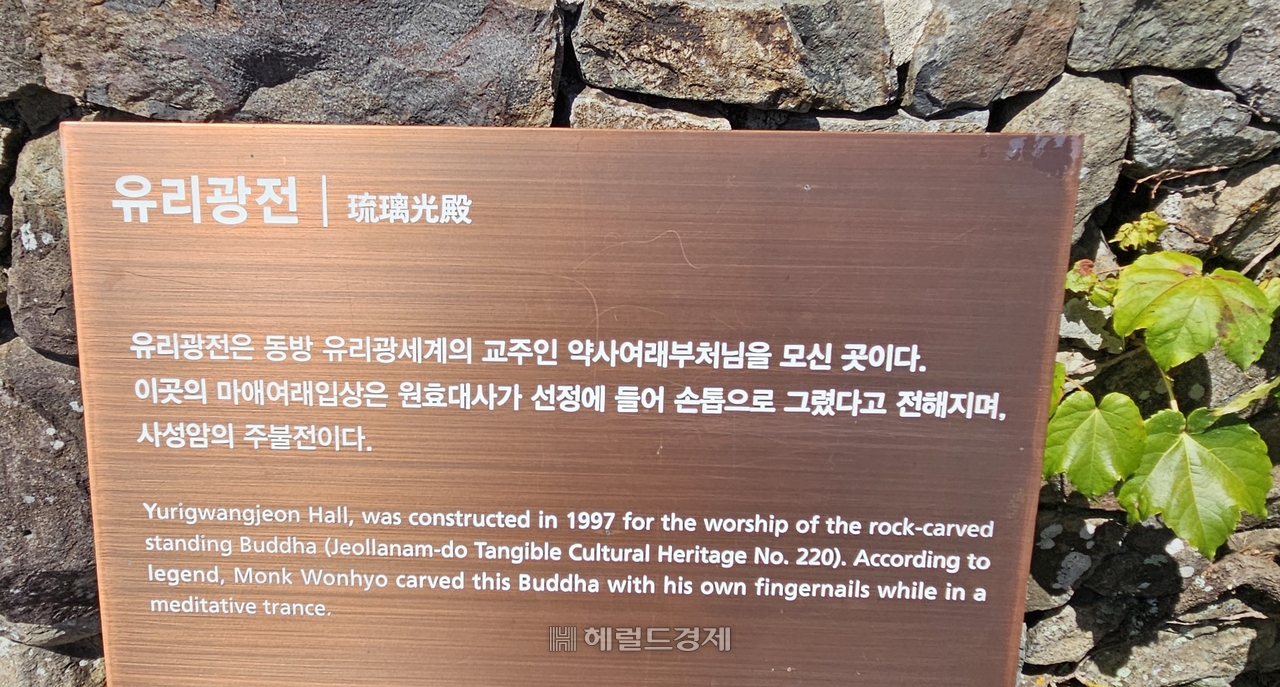 유리광전 | 琉璃光殿
유리광전은 동방 유리광세계의 교주인 약사여래부처님을 모신 곳이다.
이곳의 마애여래입상은 원효대사가 선정에 들어 손톱으로 그렸다고 전해지며,
사성암의 주불전이다.
Yurigwangjeon Hall, was constructed in 1997 for the worship of the rock-carved
standing Buddha (Jeollanam-do Tangible Cultural Heritage No. 220). According to
legend, Monk Wonhyo carved this Buddha with his own fingernails while in a
meditative trance.
헤럴드경제